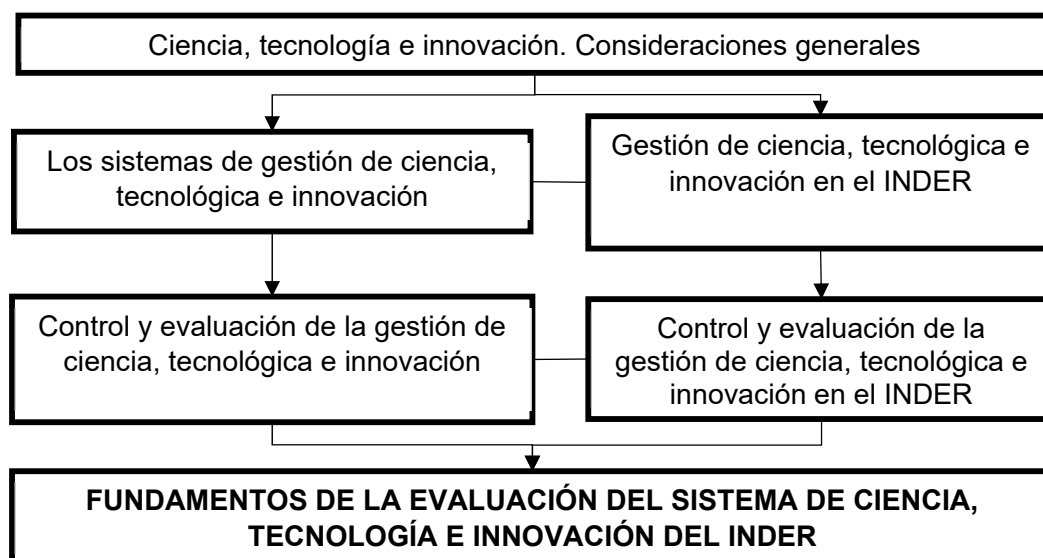 Ciencia, tecnología e innovación. Consideraciones generales
Los sistemas de gestión de ciencia,
tecnológica e innovación
Gestión de ciencia, tecnológica e
innovación en el INDER
Control y evaluación de la gestión de
ciencia, tecnológica e innovación
Control y evaluación de la
gestión de ciencia, tecnológica e
innovación en el INDER
FUNDAMENTOS DE LA EVALUACIÓN DEL SISTEMA DE CIENCIA,
TECNOLOGÍA E INNOVACIÓN DEL INDER